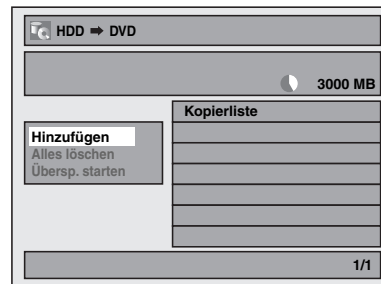 HDD ➡ DVD
3000 MB
Kopierliste
Hinzufügen
Alles löschen
Übersp. starten
1/1